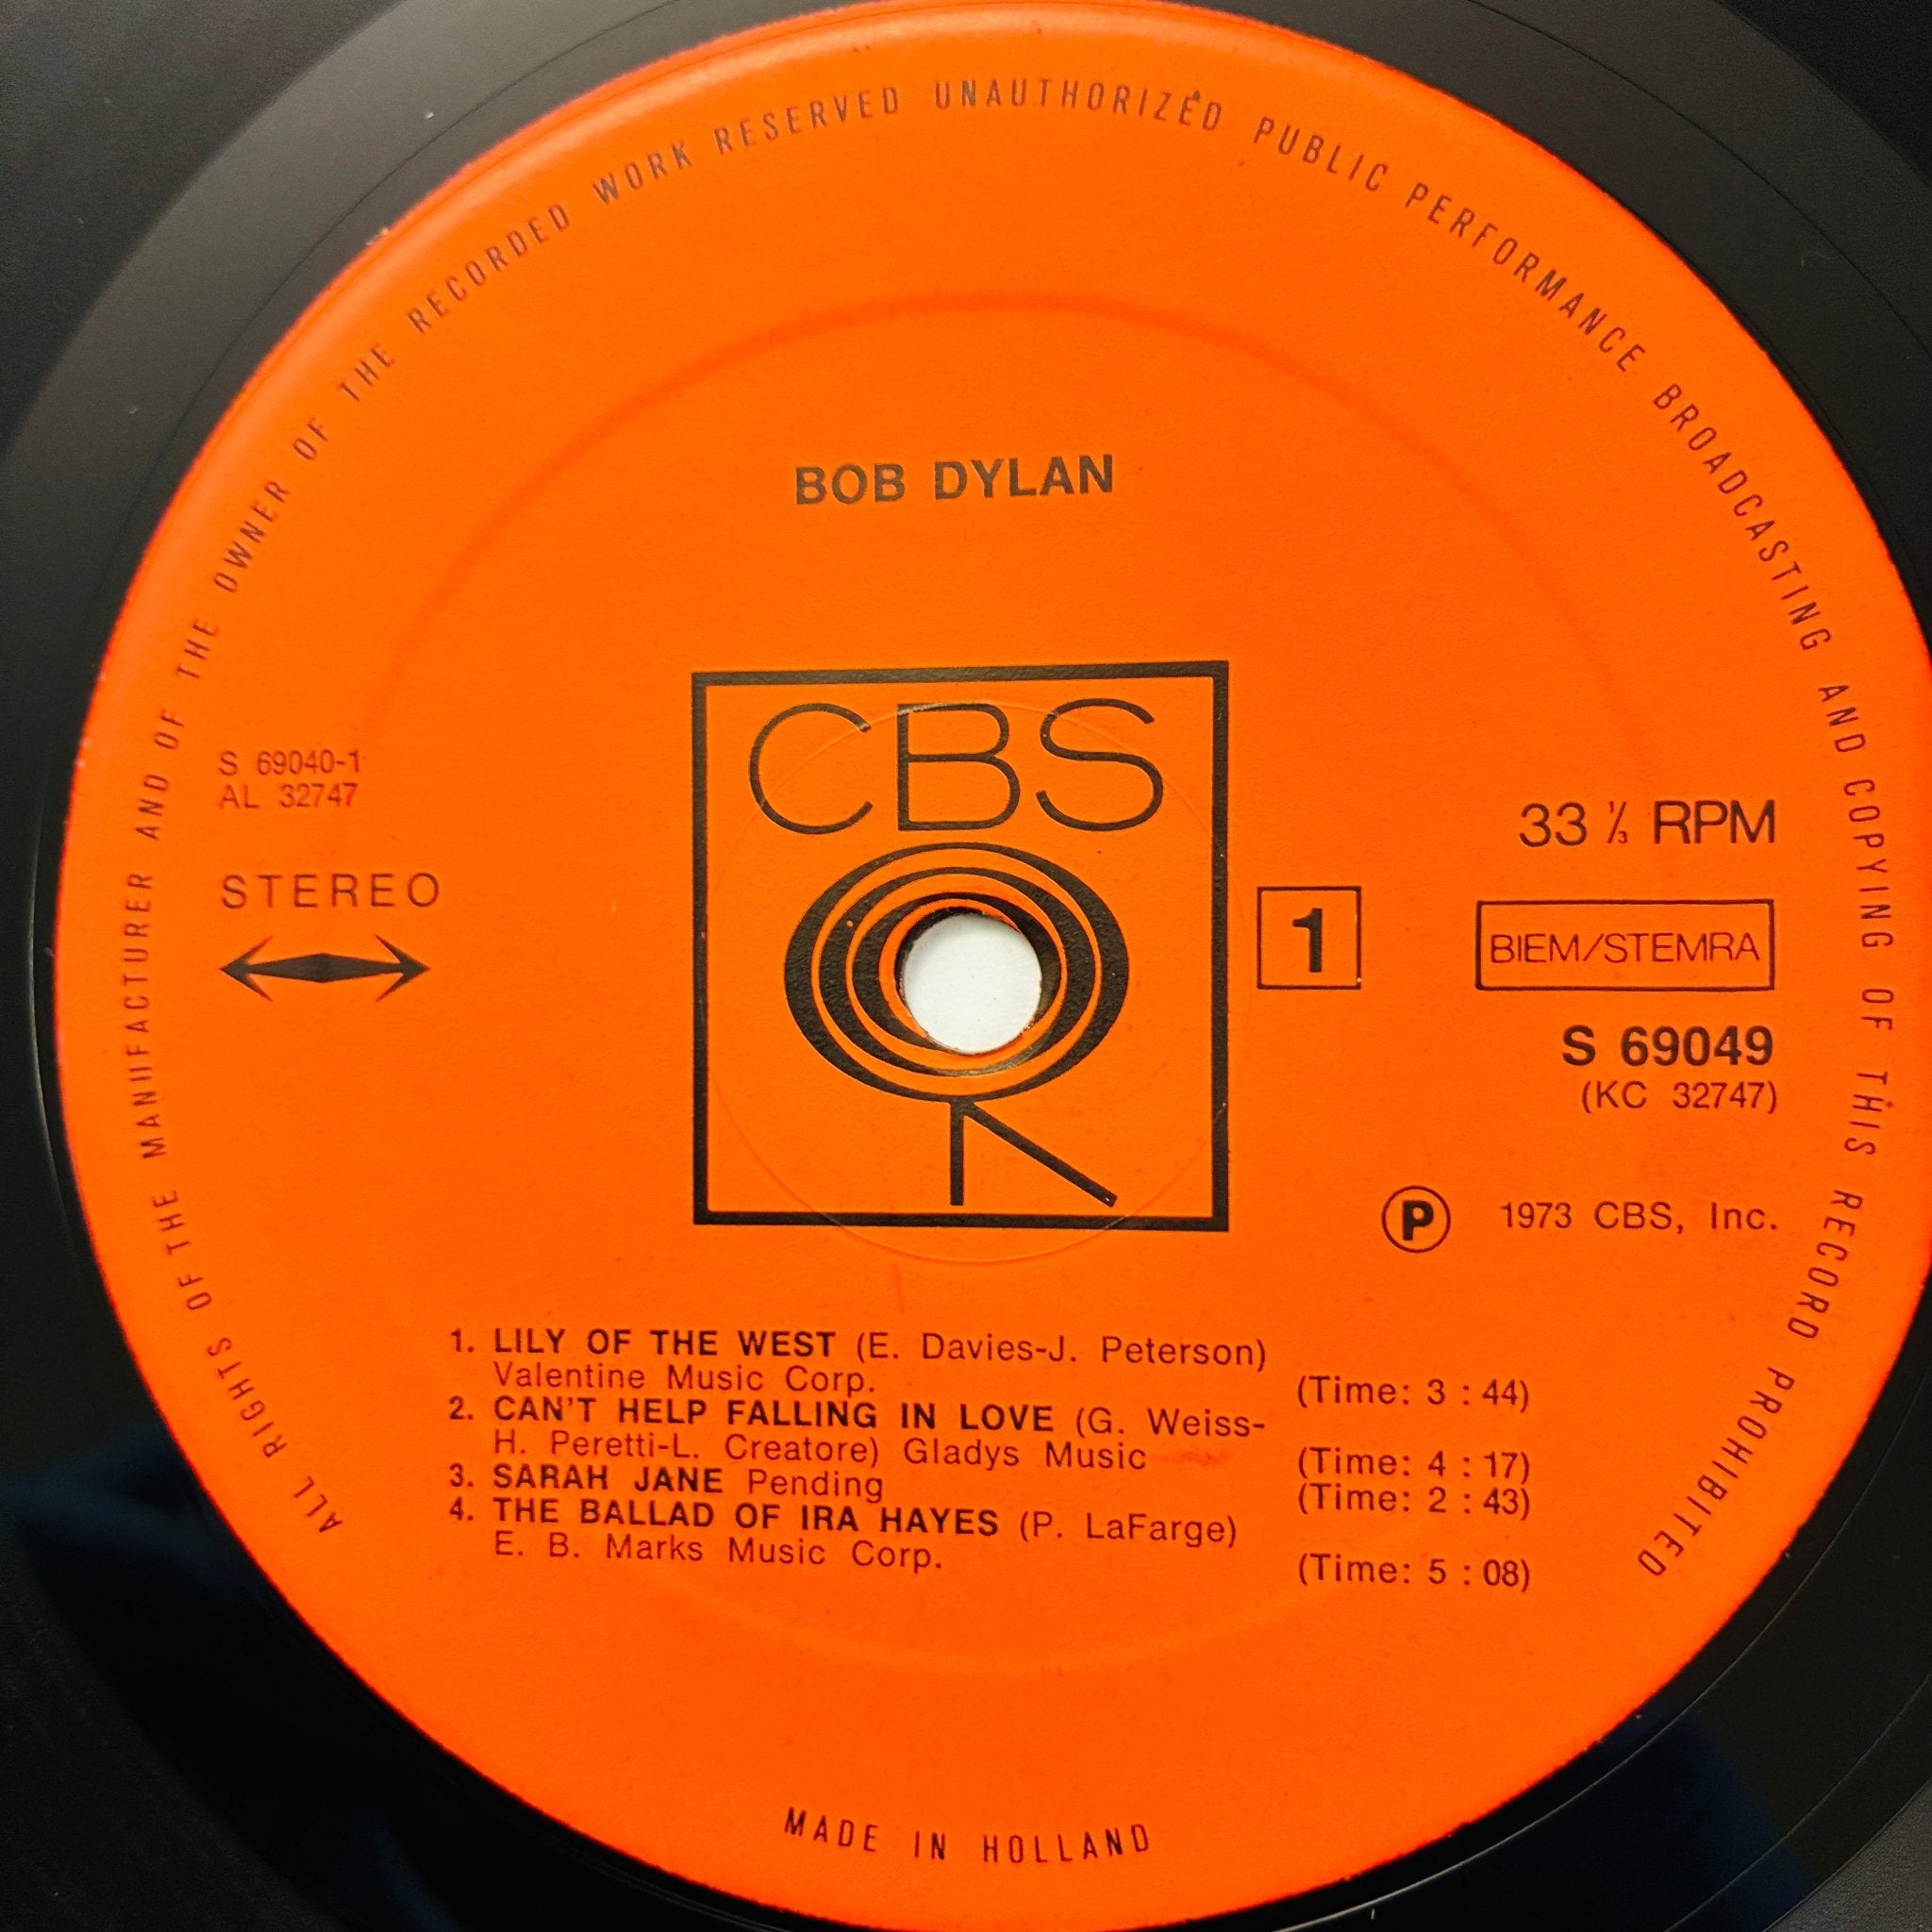 ALL RIGHTS OF THE MANUFACTURER AND OF THE OWNER OF THE RECORDED WORK RESERVED UNAUTHORIZED PUBLIC PERFORMANCE BROADCASTING AND COPYING OF THIS RECORD PROHIBITED
BOB DYLAN
CBS
S 69040-1
AL 32747
STEREO
33 1/3 RPM
1
BIEM/STEMRA
S 69049
(KC 32747)
Ⓟ 1973 CBS, Inc.
1. LILY OF THE WEST (E. Davies-J. Peterson)
Valentine Music Corp. (Time: 3 : 44)
2. CAN'T HELP FALLING IN LOVE (G. Weiss-
H. Peretti-L. Creatore) Gladys Music (Time: 4 : 17)
3. SARAH JANE Pending (Time: 2 : 43)
4. THE BALLAD OF IRA HAYES (P. LaFarge)
E. B. Marks Music Corp. (Time: 5 : 08)
MADE IN HOLLAND